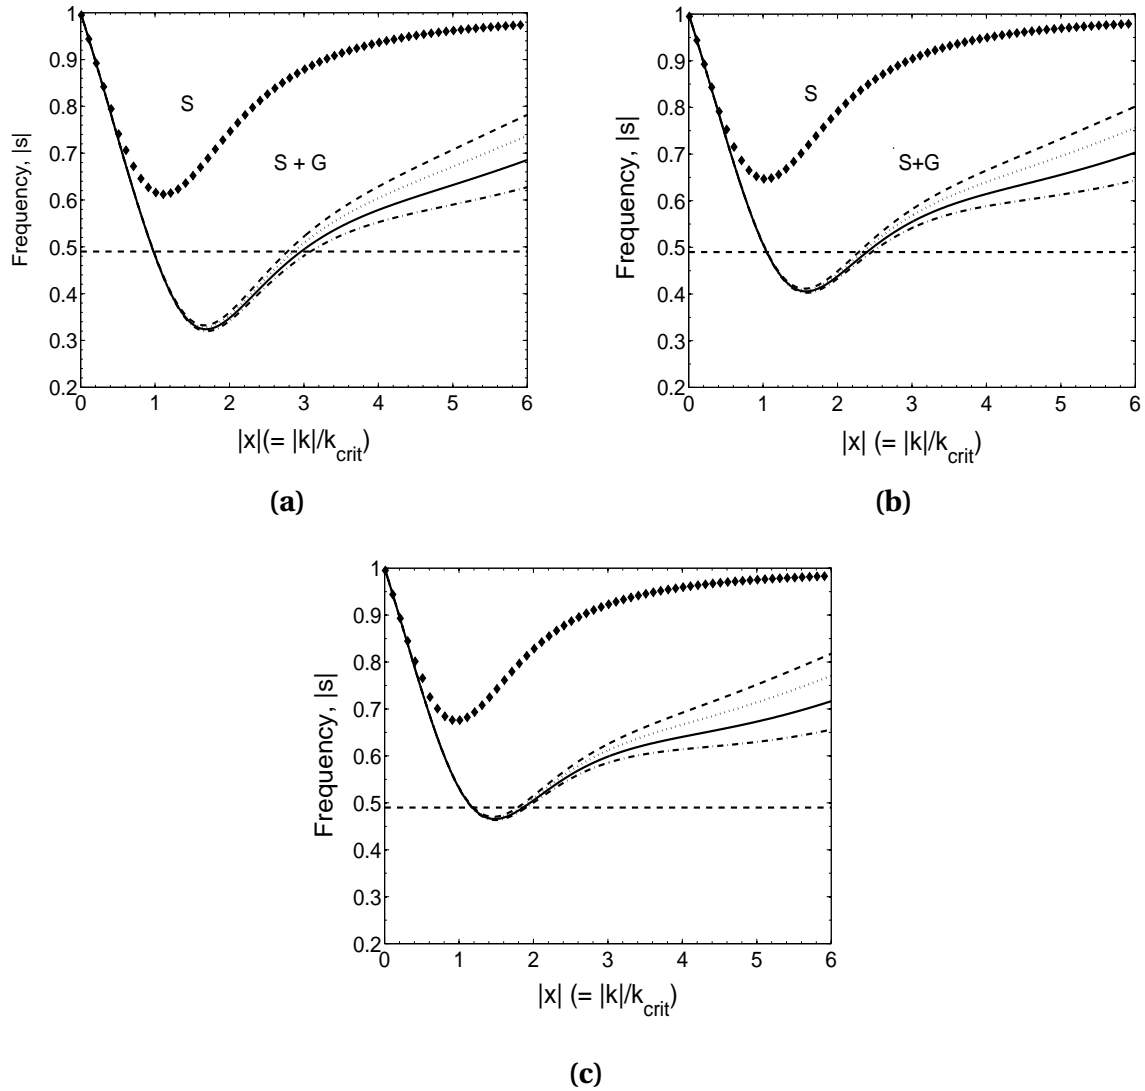 1
0.9
0.8
0.7
0.6
0.5
0.4
0.3
0.2
0 1 2 3 4 5 6
Frequency, |s|
S
S + G
|x|(= |k|/k_crit)
(a)
1
0.9
0.8
0.7
0.6
0.5
0.4
0.3
0.2
0 1 2 3 4 5 6
Frequency, |s|
S
S+G
|x| (= |k|/k_crit)
(b)
1
0.9
0.8
0.7
0.6
0.5
0.4
0.3
0.2
0 1 2 3 4 5 6
Frequency, |s|
|x| (= |k|/k_crit)
(c)